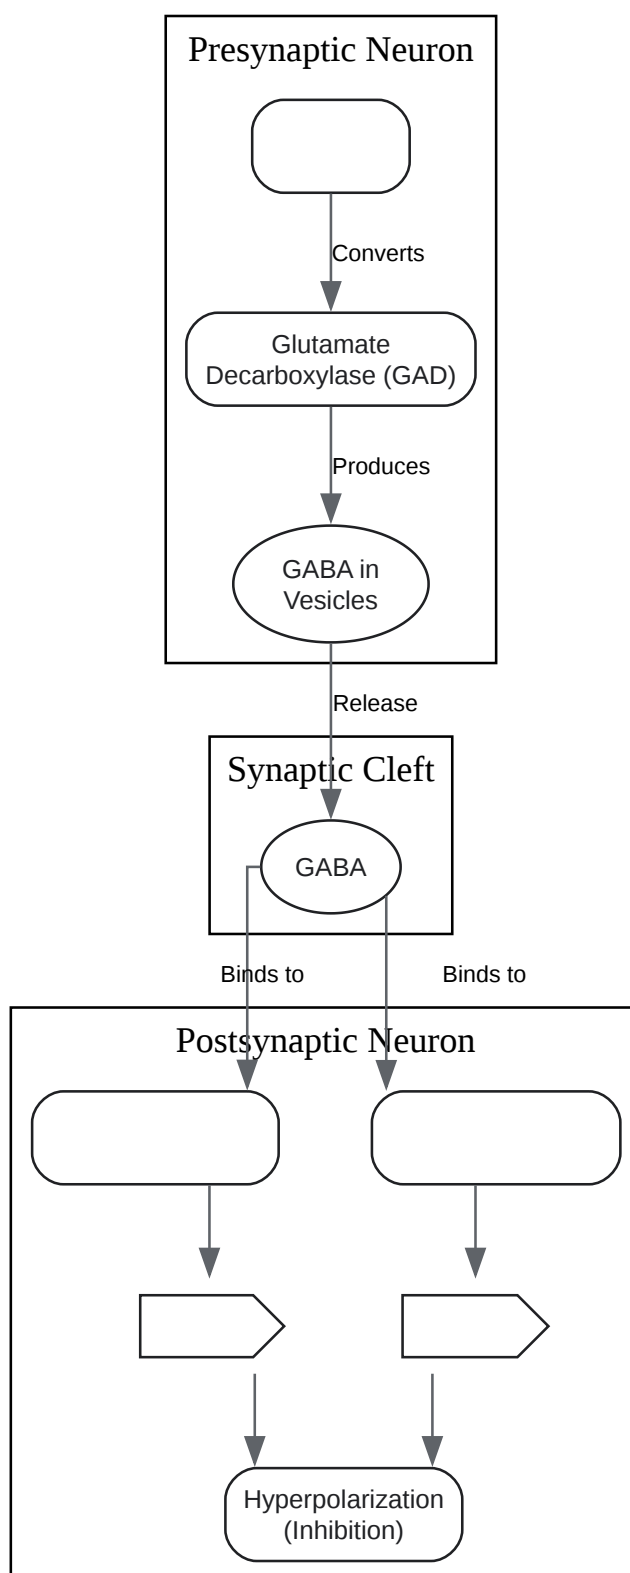 Presynaptic Neuron
Converts
Glutamate
Decarboxylase (GAD)
Produces
GABA in
Vesicles
Release
Synaptic Cleft
GABA
Binds to
Binds to
Postsynaptic Neuron
Hyperpolarization
(Inhibition)